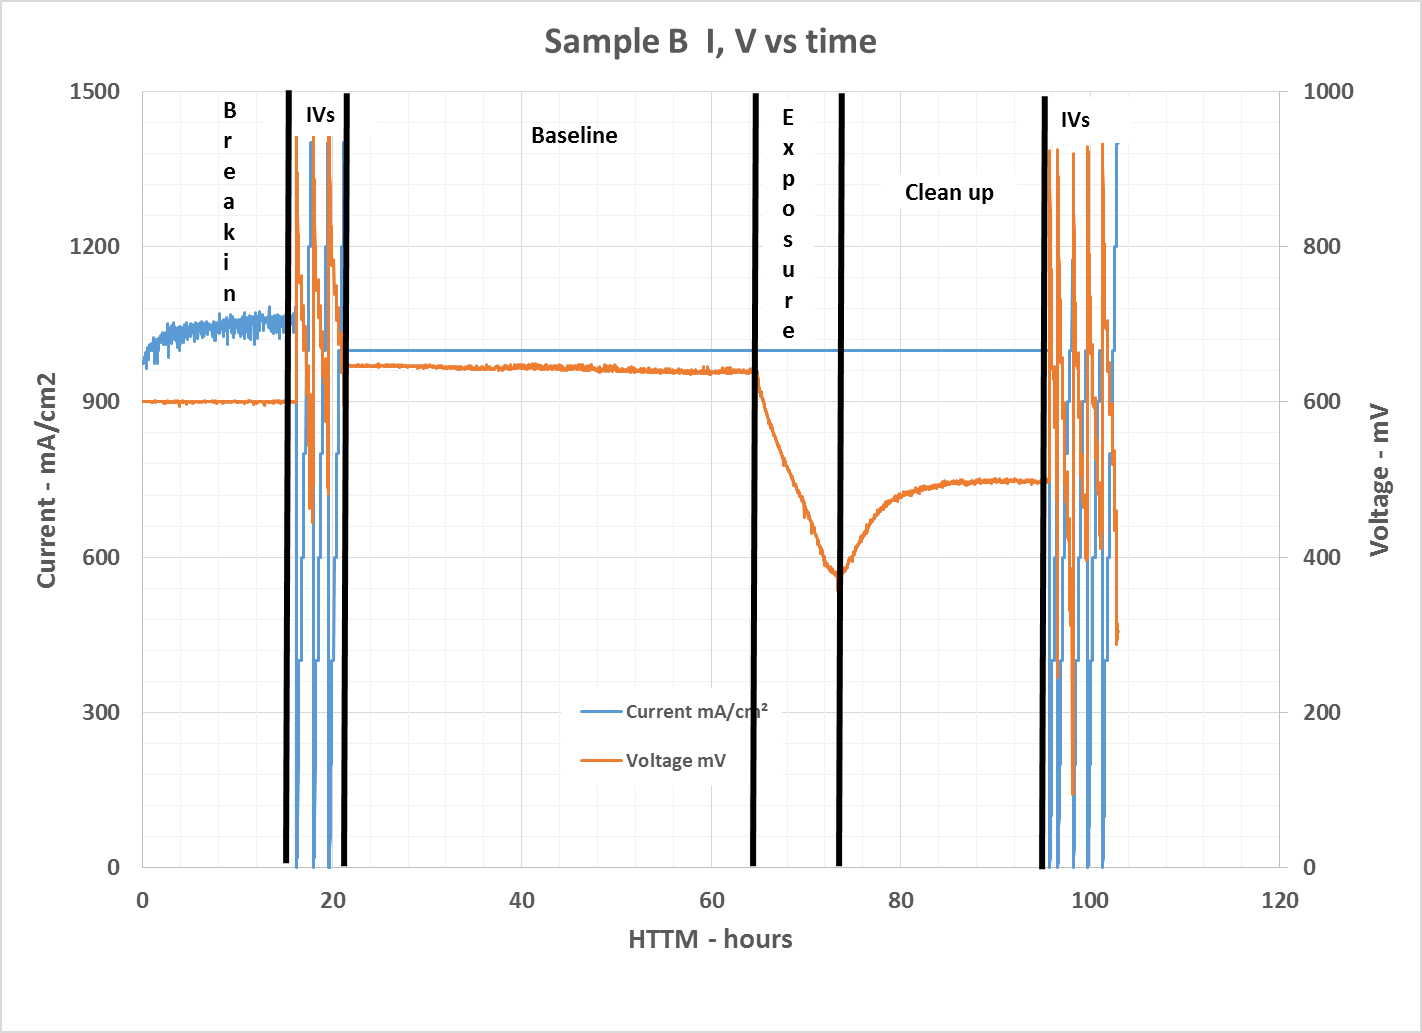 Sample B  I, V vs time
1500
1200
900
600
300
0
Current - mA/cm2
1000
800
600
400
200
0
Voltage - mV
Breakin
IVs
Baseline
Exposure
Clean up
IVs
Current mA/cm²
Voltage mV
0 20 40 60 80 100 120
HTTM - hours